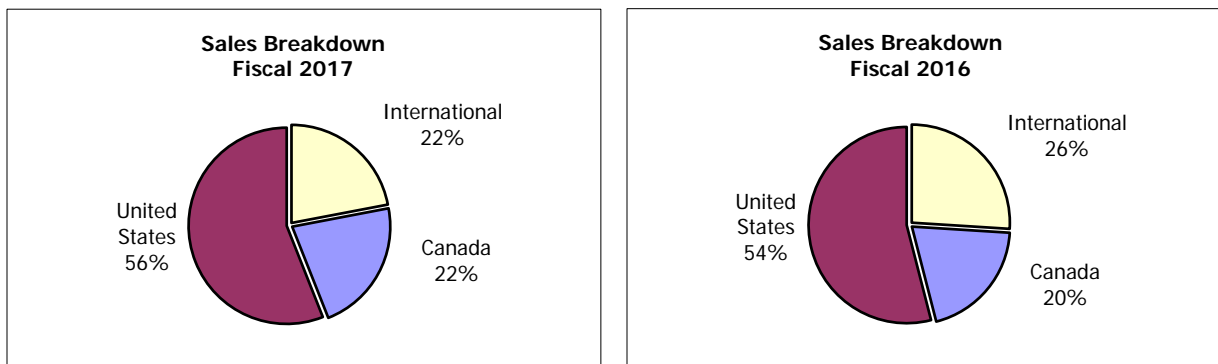 Sales Breakdown
Fiscal 2017
International
22%
United
States
56%
Canada
22%
Sales Breakdown
Fiscal 2016
International
26%
United
States
54%
Canada
20%